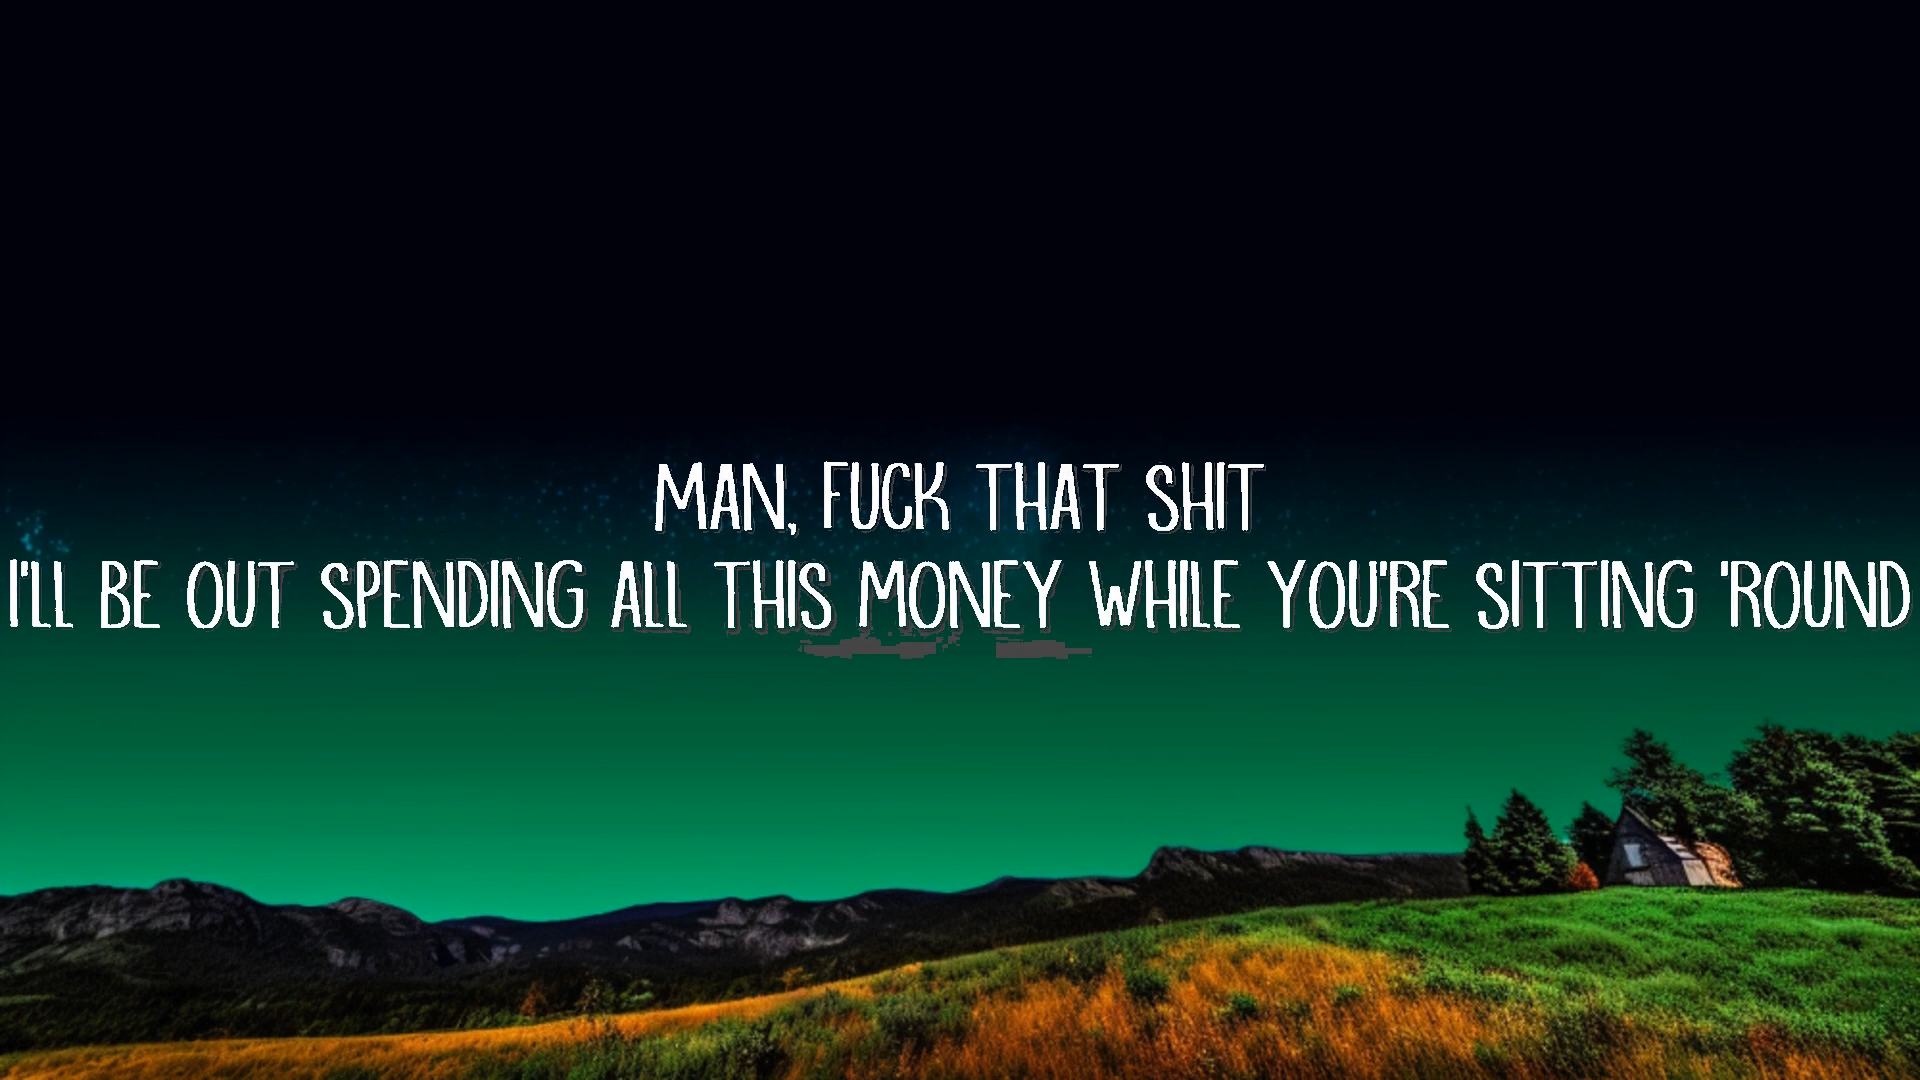 MAN, FUCK THAT SHIT
I'LL BE OUT SPENDING ALL THIS MONEY WHILE YOU'RE SITTING 'ROUND